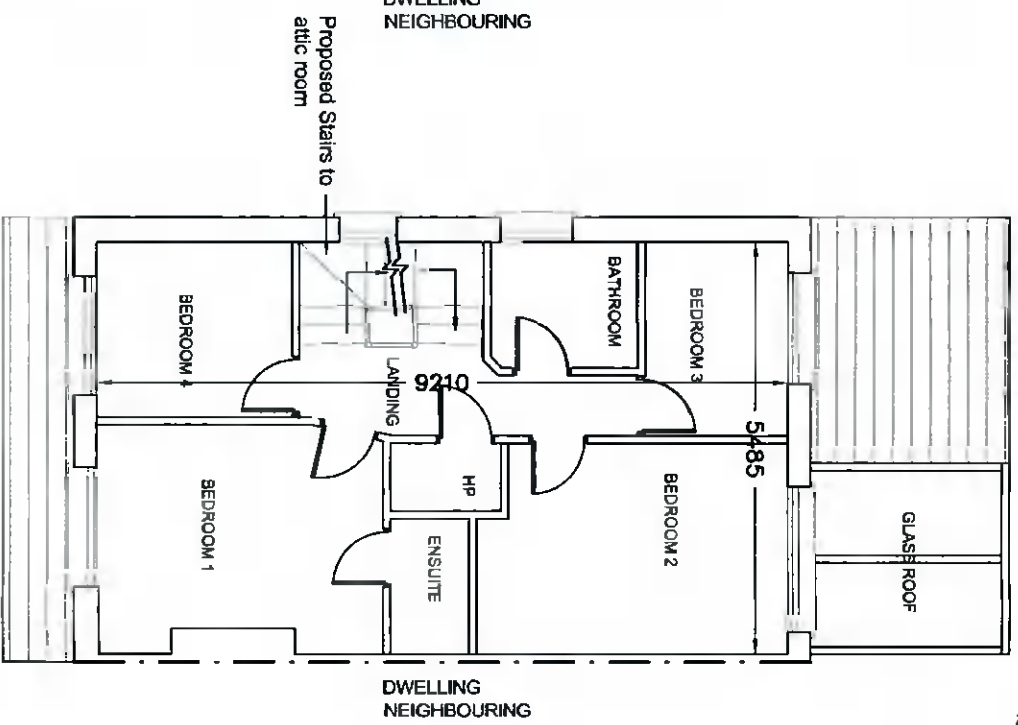 DWELLING
NEIGHBOURING
Proposed Stairs to
attic room
BATHROOM
BEDROOM 3
BEDROOM 4
LANDING
9210
5485
HP
BEDROOM 2
BEDROOM 1
ENSUITE
GLASS ROOF
DWELLING
NEIGHBOURING